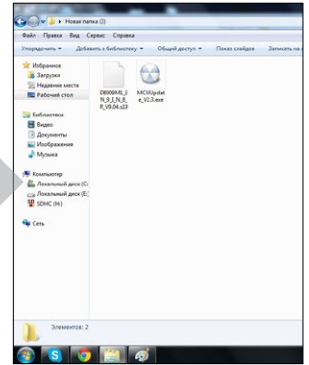 Новая папка (2)
Файл Правка Вид Сервис Справка
Упорядочить Добавить в библиотеку Общий доступ Показ слайдов Записать на
Избранное
Загрузки
Недавние места
Рабочий стол
Библиотеки
Видео
Документы
Изображения
Музыка
Компьютер
Локальный диск (C:
Локальный диск (E:
SDHC (H:)
Сеть
MCUUpdat
e_V2.3.exe
Элементов: 2